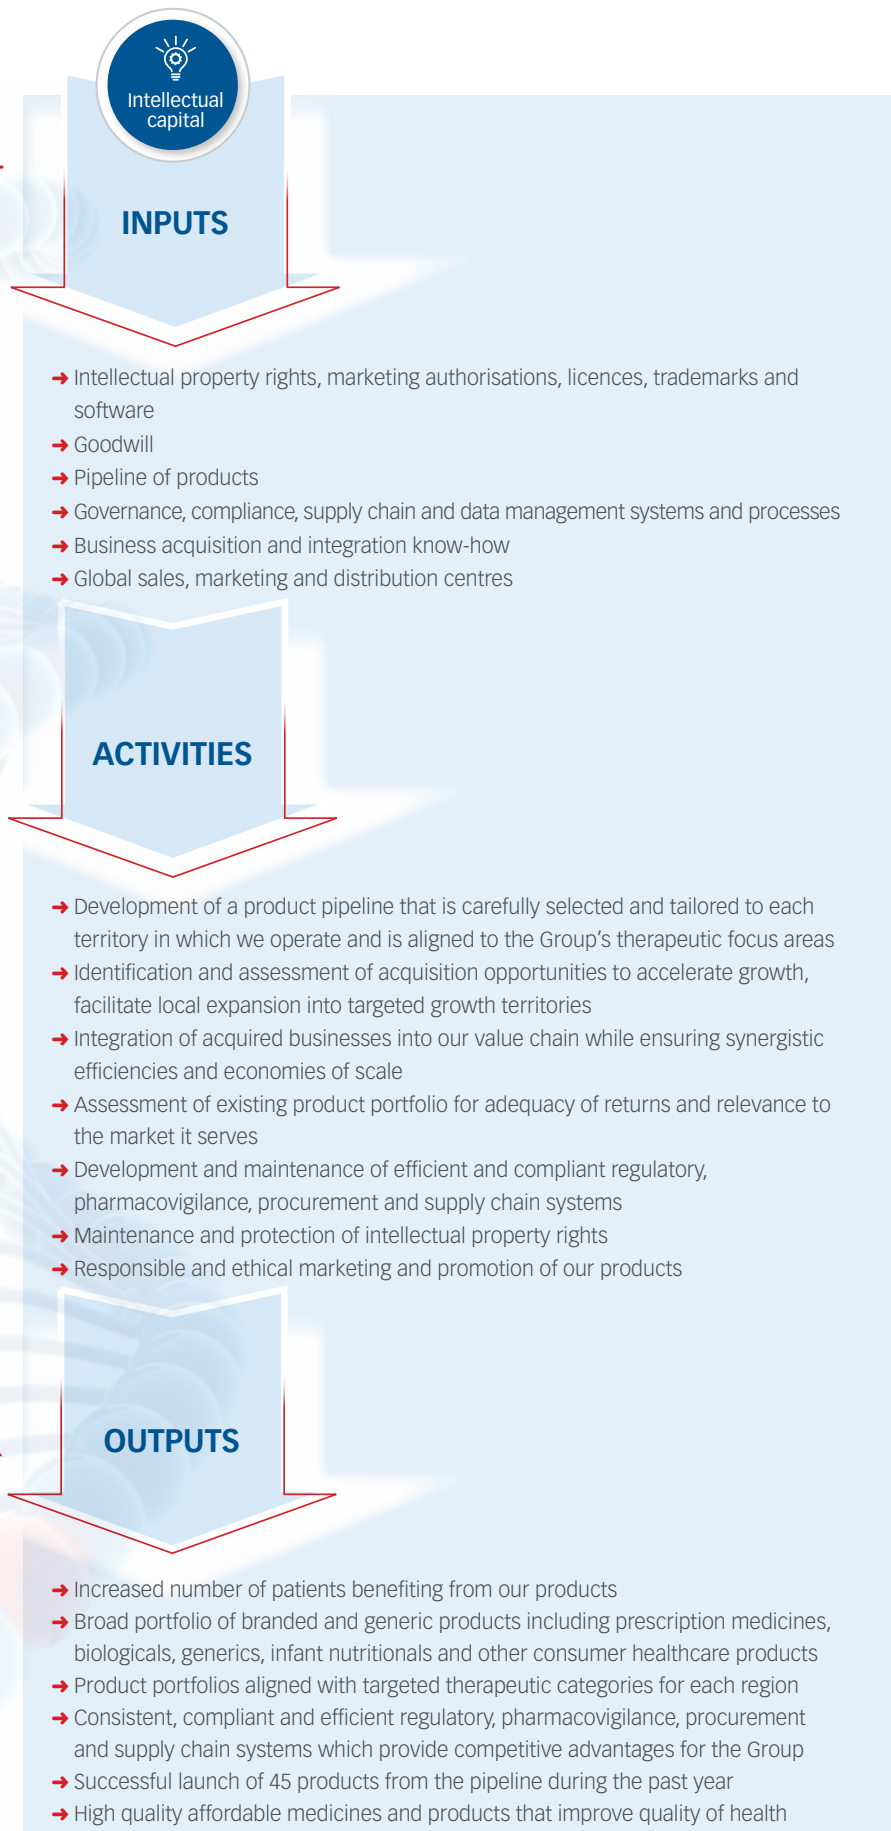 Intellectual
capital
INPUTS
➜ Intellectual property rights, marketing authorisations, licences, trademarks and
software
➜ Goodwill
➜ Pipeline of products
➜ Governance, compliance, supply chain and data management systems and processes
➜ Business acquisition and integration know-how
➜ Global sales, marketing and distribution centres
ACTIVITIES
➜ Development of a product pipeline that is carefully selected and tailored to each
territory in which we operate and is aligned to the Group's therapeutic focus areas
➜ Identification and assessment of acquisition opportunities to accelerate growth,
facilitate local expansion into targeted growth territories
➜ Integration of acquired businesses into our value chain while ensuring synergistic
efficiencies and economies of scale
➜ Assessment of existing product portfolio for adequacy of returns and relevance to
the market it serves
➜ Development and maintenance of efficient and compliant regulatory,
pharmacovigilance, procurement and supply chain systems
➜ Maintenance and protection of intellectual property rights
➜ Responsible and ethical marketing and promotion of our products
OUTPUTS
➜ Increased number of patients benefiting from our products
➜ Broad portfolio of branded and generic products including prescription medicines,
biologicals, generics, infant nutritionals and other consumer healthcare products
➜ Product portfolios aligned with targeted therapeutic categories for each region
➜ Consistent, compliant and efficient regulatory, pharmacovigilance, procurement
and supply chain systems which provide competitive advantages for the Group
➜ Successful launch of 45 products from the pipeline during the past year
➜ High quality affordable medicines and products that improve quality of health